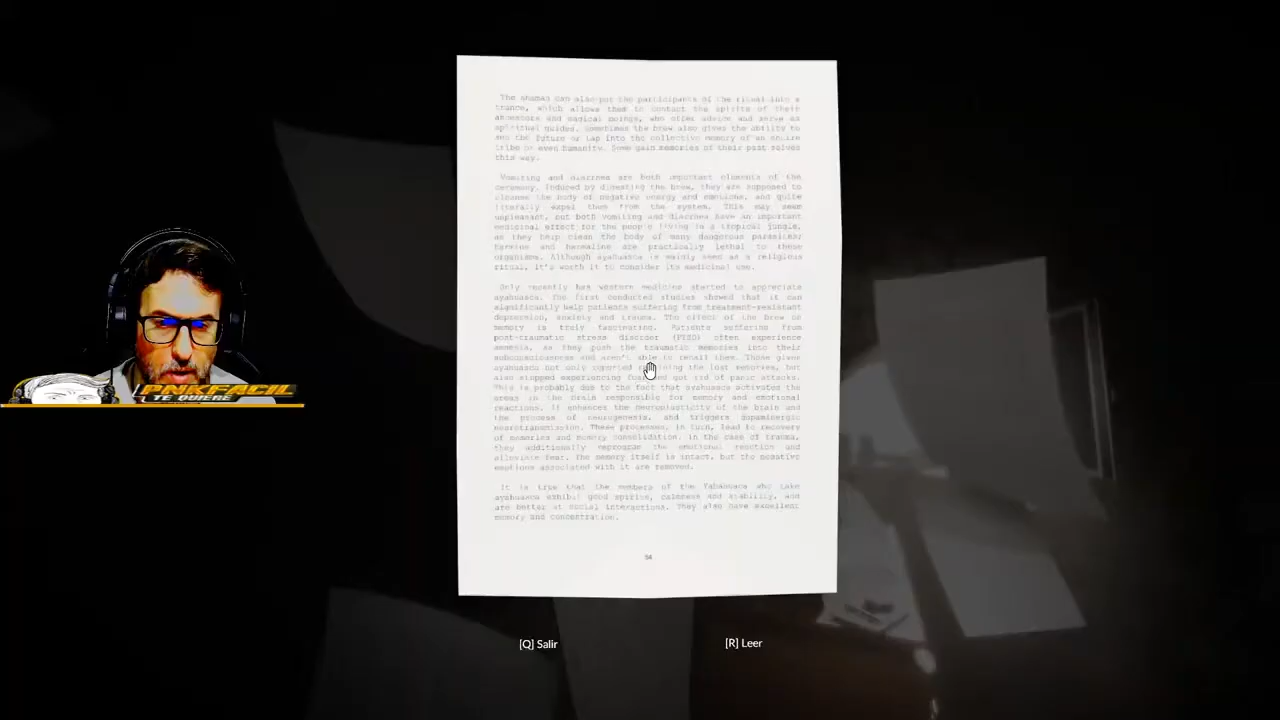 The shaman can also put the participants of the ritual into a
trance, which allows them to contact the spirits of their
ancestors and magical beings, who offer advice and serve as
spiritual guides. Sometimes the brew also gives the ability to
see the future or tap into the collective memory of an entire
tribe or even humanity. Some gain memories of their past selves
this way.
Vomiting and diarrhea are both important elements of the
ceremony. Induced by digesting the brew, they are supposed to
cleanse the body of negative energy and emotions, and quite
literally expel them from the system. This may seem
unpleasant, but both vomiting and diarrhea have an important
medicinal effect for the people living in a tropical jungle,
as they help clean the body of many dangerous parasites;
and harmaline are practically lethal to these
organisms. Although ayahuasca is mainly seen as a religious
ritual, it's worth it to consider its medicinal use.
Only recently has western medicine started to appreciate
ayahuasca. The first conducted studies showed that it can
significantly help patients suffering from treatment-resistant
depression, anxiety and trauma. The effect of the brew on
memory is truly fascinating. Patients suffering from
post-traumatic stress disorder (PTSD) often experience
amnesia, as they push the traumatic memories into their
subconsciousness and aren't able to recall them. Those given
ayahuasca not only reported the lost memories, but
also stopped experiencing fear and got rid of panic attacks.
This is probably due to the fact that ayahuasca activated the
areas in the brain responsible for memory and emotional
reactions. It enhances the neuroplasticity of the brain and
the process of neurogenesis, and triggers dopaminergic
neurotransmission. These processes, in turn, lead to recovery
of memories and memory consolidation. In the case of trauma,
they additionally reprogram the emotional reaction and
alleviate fear. The memory itself is intact, but the negative
emotions associated with it are removed.
It is true that the members of the Yabahuaca who take
ayahuasca exhibit good spirits, calmness and stability, and
are better at social interactions. They also have excellent
memory and concentration.
54
PNKFACIL
TE QUIERE
[Q] Salir
[R] Leer